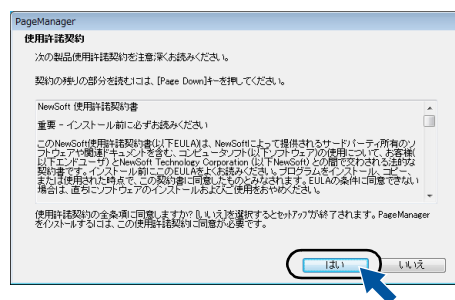 PageManager
使用許諾契約
次の製品使用許諾契約を注意深くお読みください。
契約の残りの部分を読むには、[Page Down]キーを押してください。
NewSoft 使用許諾契約書
重要 - インストール前に必ずお読みください
このNewSoft使用許諾契約書(以下EULA)は、NewSoftによって提供されるサードパーティ所有のソ
フトウェアや関連ドキュメントを含む、コンピュータソフト(以下ソフトウェア)の使用について、お客様(
以下エンドユーザ)とNewSoft Technology Corporation (以下NewSoft)との間で交わされる法的な
契約書です。インストール前にこのEULAをよくお読みください。プログラムをインストール、コピー、
または使用された時点で、この契約書に同意したものとみなされます。EULAの条件に同意できない
場合は、直ちにソフトウェアのインストールおよびご使用をおやめください。
使用許諾契約の全条項に同意しますか? [いいえ]を選択するとセットアップが終了されます。PageManager
をインストールするには、この使用許諾契約に同意が必要です。
はい
いいえ